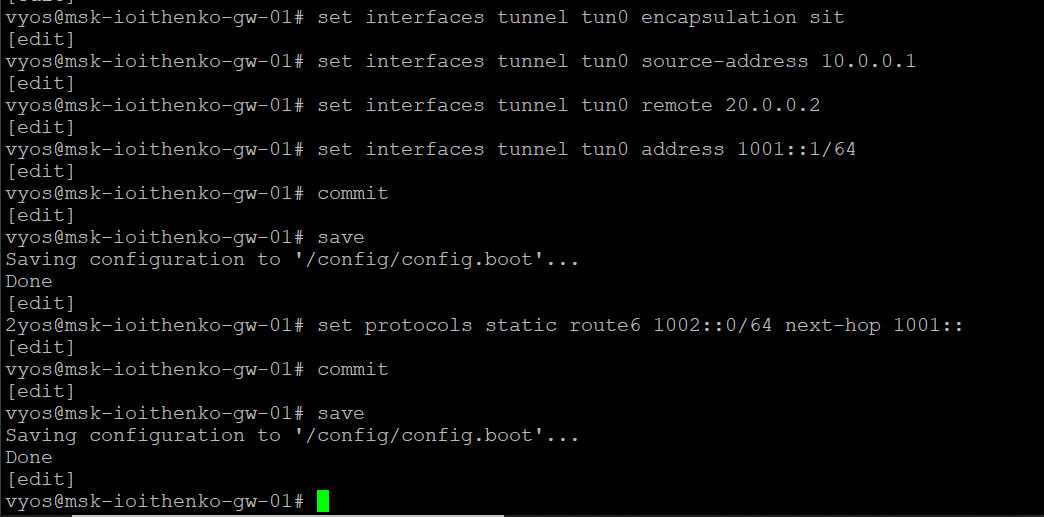 [edit]
vyos@msk-ioithenko-gw-01# set interfaces tunnel tun0 encapsulation sit
[edit]
vyos@msk-ioithenko-gw-01# set interfaces tunnel tun0 source-address 10.0.0.1
[edit]
vyos@msk-ioithenko-gw-01# set interfaces tunnel tun0 remote 20.0.0.2
[edit]
vyos@msk-ioithenko-gw-01# set interfaces tunnel tun0 address 1001::1/64
[edit]
vyos@msk-ioithenko-gw-01# commit
[edit]
vyos@msk-ioithenko-gw-01# save
Saving configuration to '/config/config.boot'...
Done
[edit]
2yos@msk-ioithenko-gw-01# set protocols static route6 1002::0/64 next-hop 1001::
[edit]
vyos@msk-ioithenko-gw-01# commit
[edit]
vyos@msk-ioithenko-gw-01# save
Saving configuration to '/config/config.boot'...
Done
[edit]
vyos@msk-ioithenko-gw-01#